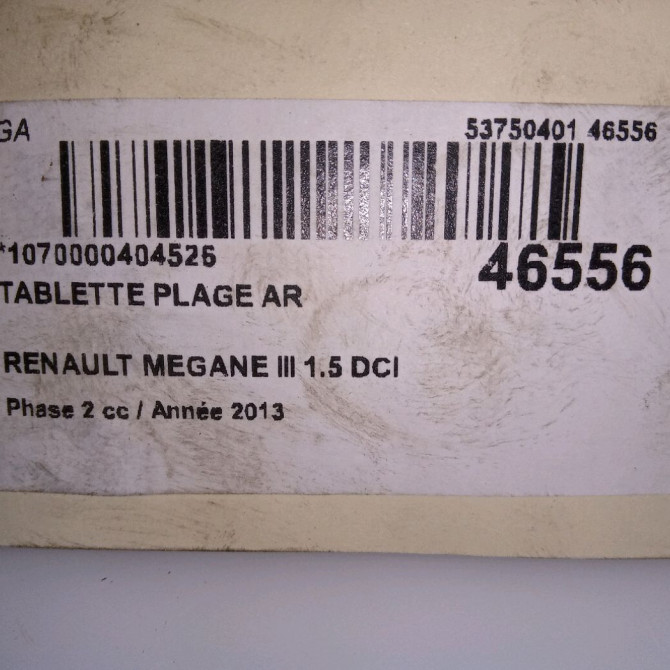 GA
53750401 46556
*1070000404526
46556
TABLETTE PLAGE AR
RENAULT MEGANE III 1.5 DCI
Phase 2 cc / Année 2013